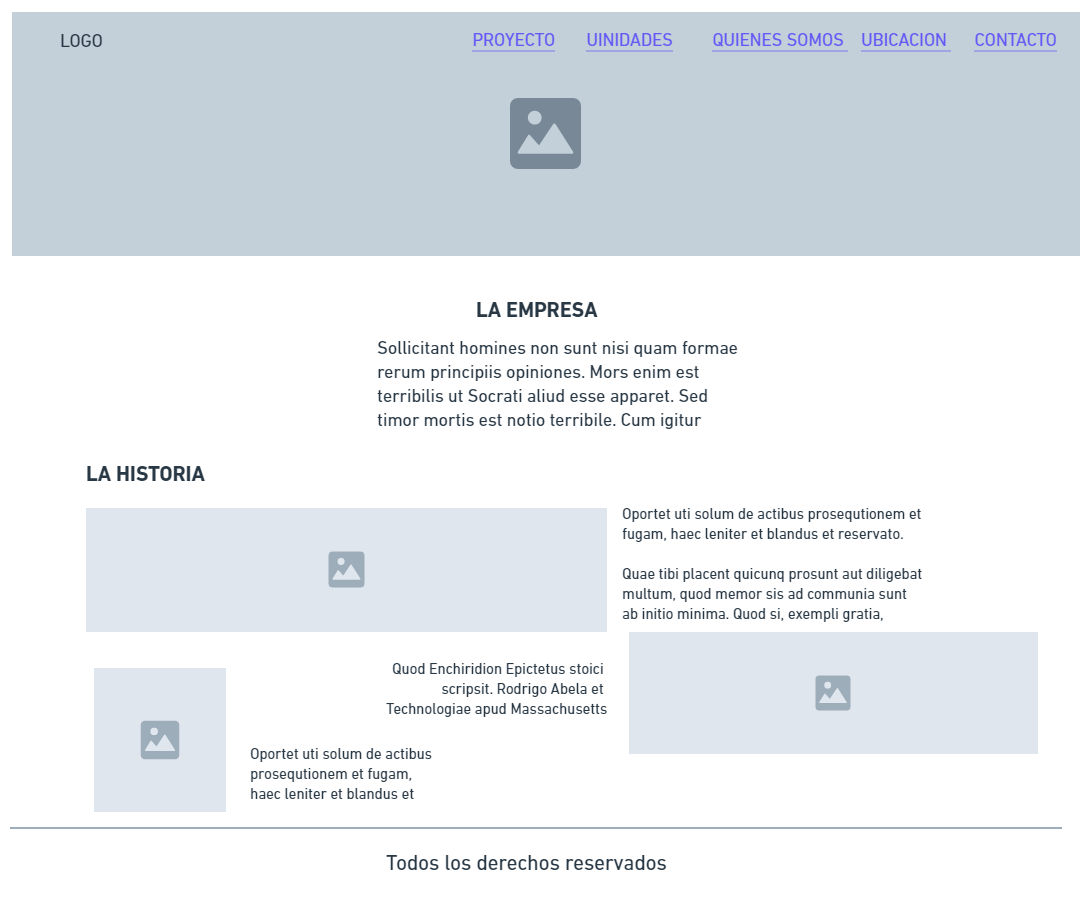 LOGO
PROYECTO UINIDADES QUIENES SOMOS UBICACION CONTACTO
LA EMPRESA
Sollicitant homines non sunt nisi quam formae
rerum principiis opiniones. Mors enim est
terribilis ut Socrati aliud esse apparet. Sed
timor mortis est notio terribile. Cum igitur
LA HISTORIA
Oportet uti solum de actibus prosequtionem et
fugam, haec leniter et blandus et reservato.
Quae tibi placent quicunq prosunt aut diligebat
multum, quod memor sis ad communia sunt
ab initio minima. Quod si, exempli gratia,
Quod Enchiridion Epictetus stoici
scripsit. Rodrigo Abela et
Technologiae apud Massachusetts
Oportet uti solum de actibus
prosequtionem et fugam,
haec leniter et blandus et
Todos los derechos reservados